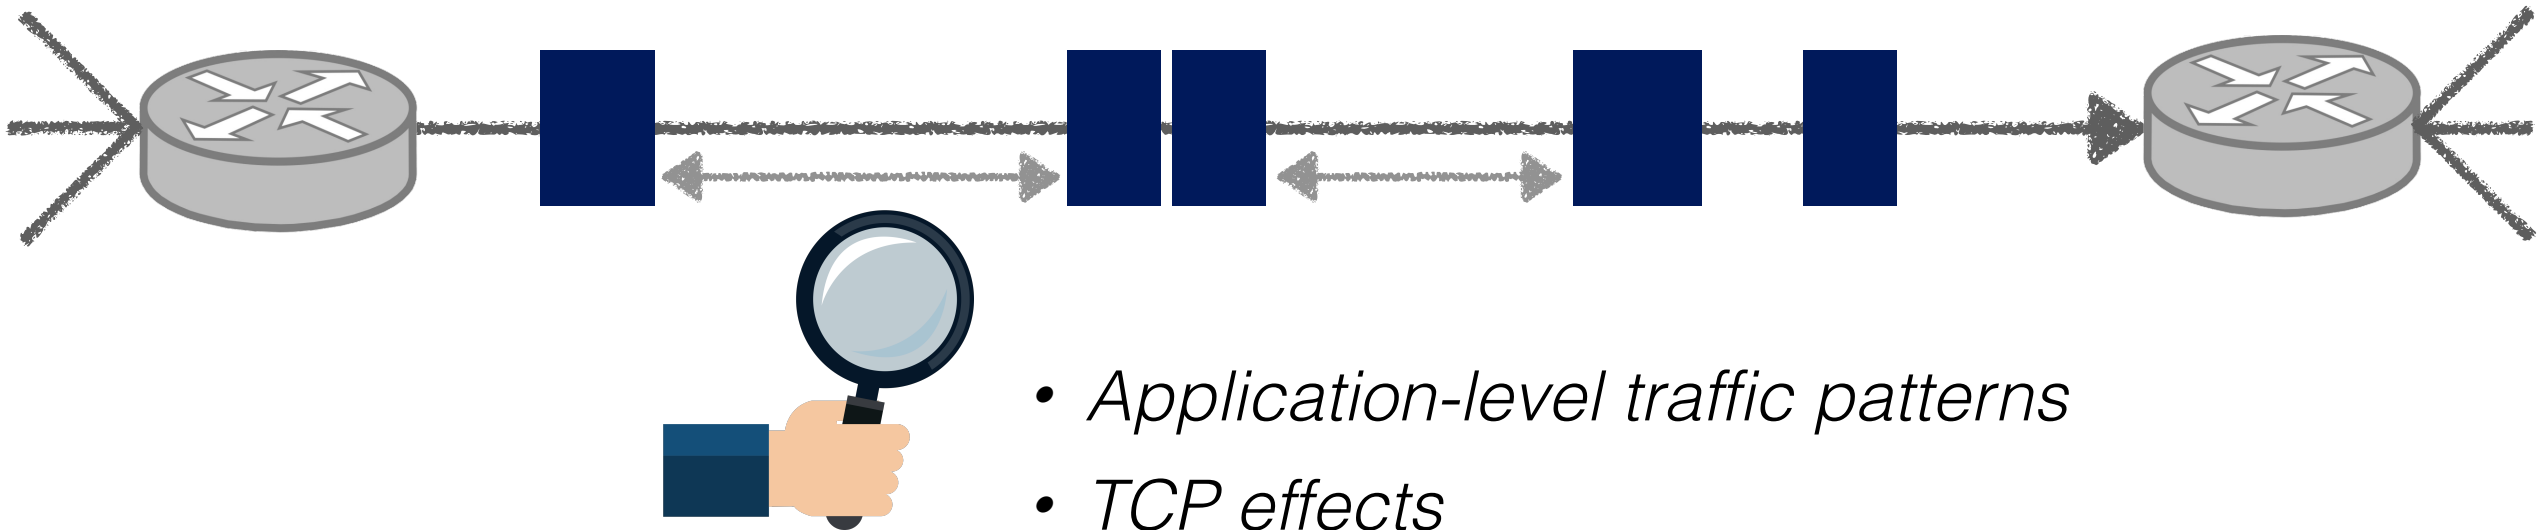 • Application-level traffic patterns
• TCP effects